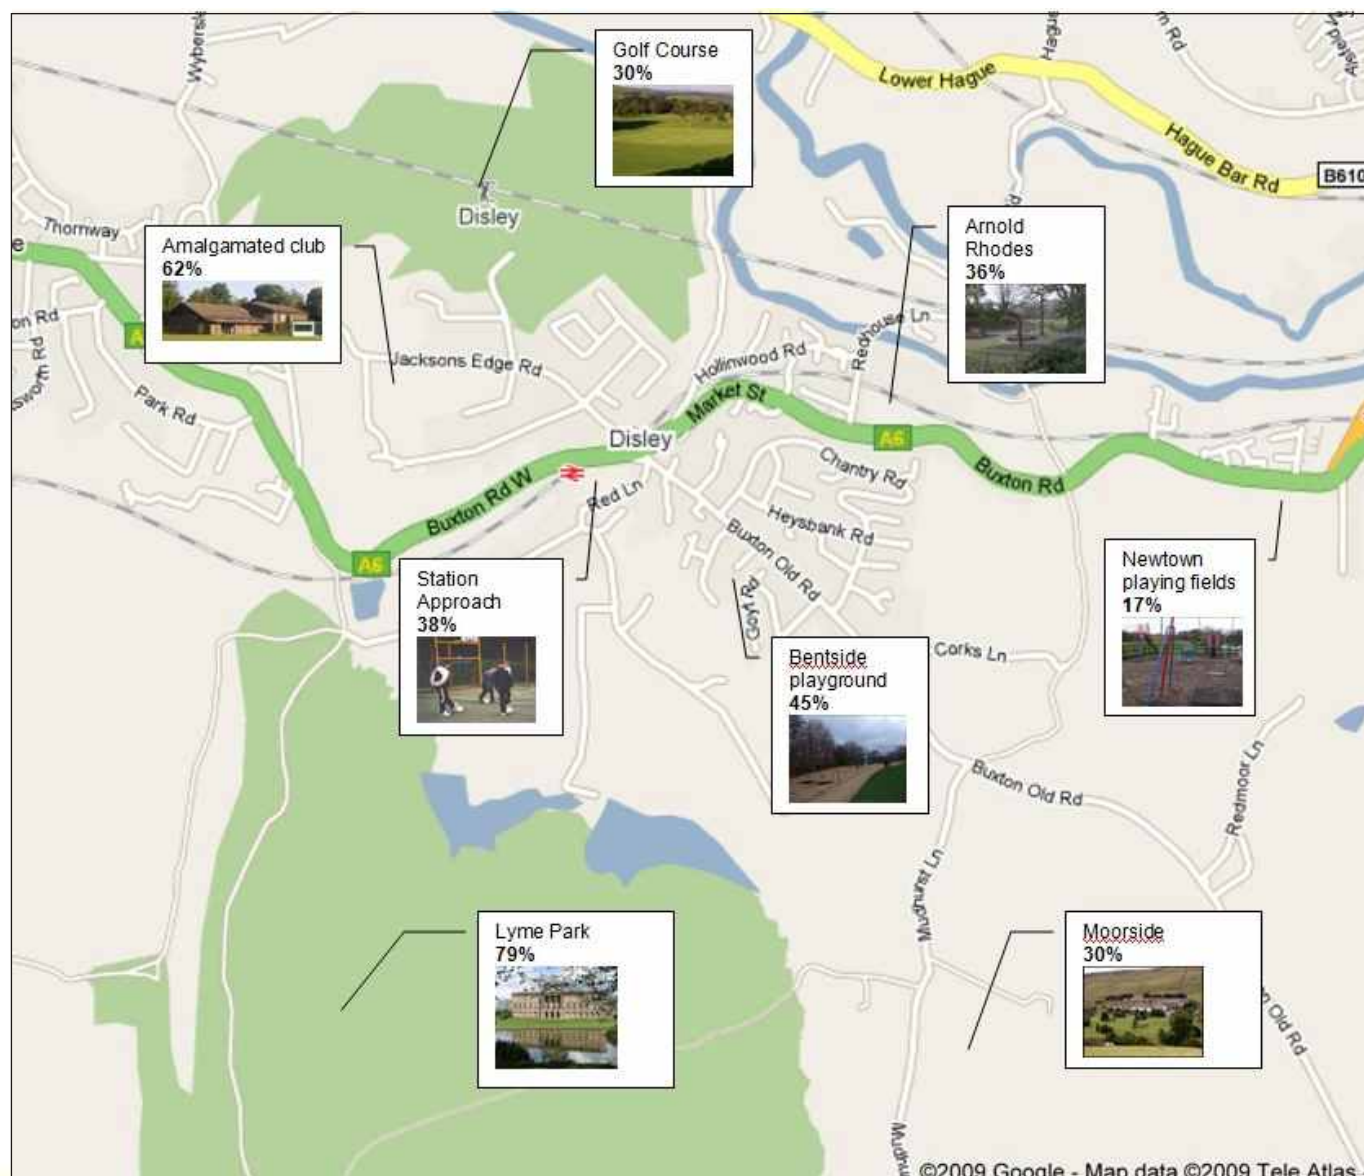 Golf Course
30%
Lower Hague
Hague Bar Rd
B610
Disley
Thornway
Amalgamated club
62%
Arnold
Rhodes
36%
Redhouse Ln
Hollinwood Rd
Jacksons Edge Rd
Market St
Park Rd
Disley
A6
Chantry Rd
Buxton Rd
Buxton Rd W
Red Ln
Heysbank Rd
Buxton Old Rd
A6
Station
Approach
38%
Goyt Rd
Newtown
playing fields
17%
Bentside
playground
45%
Corks Ln
Buxton Old Rd
Redmoor Ln
Mudhurst Ln
Lyme Park
79%
Moorside
30%
Old Rd
©2009 Google - Map data ©2009 Tele Atlas